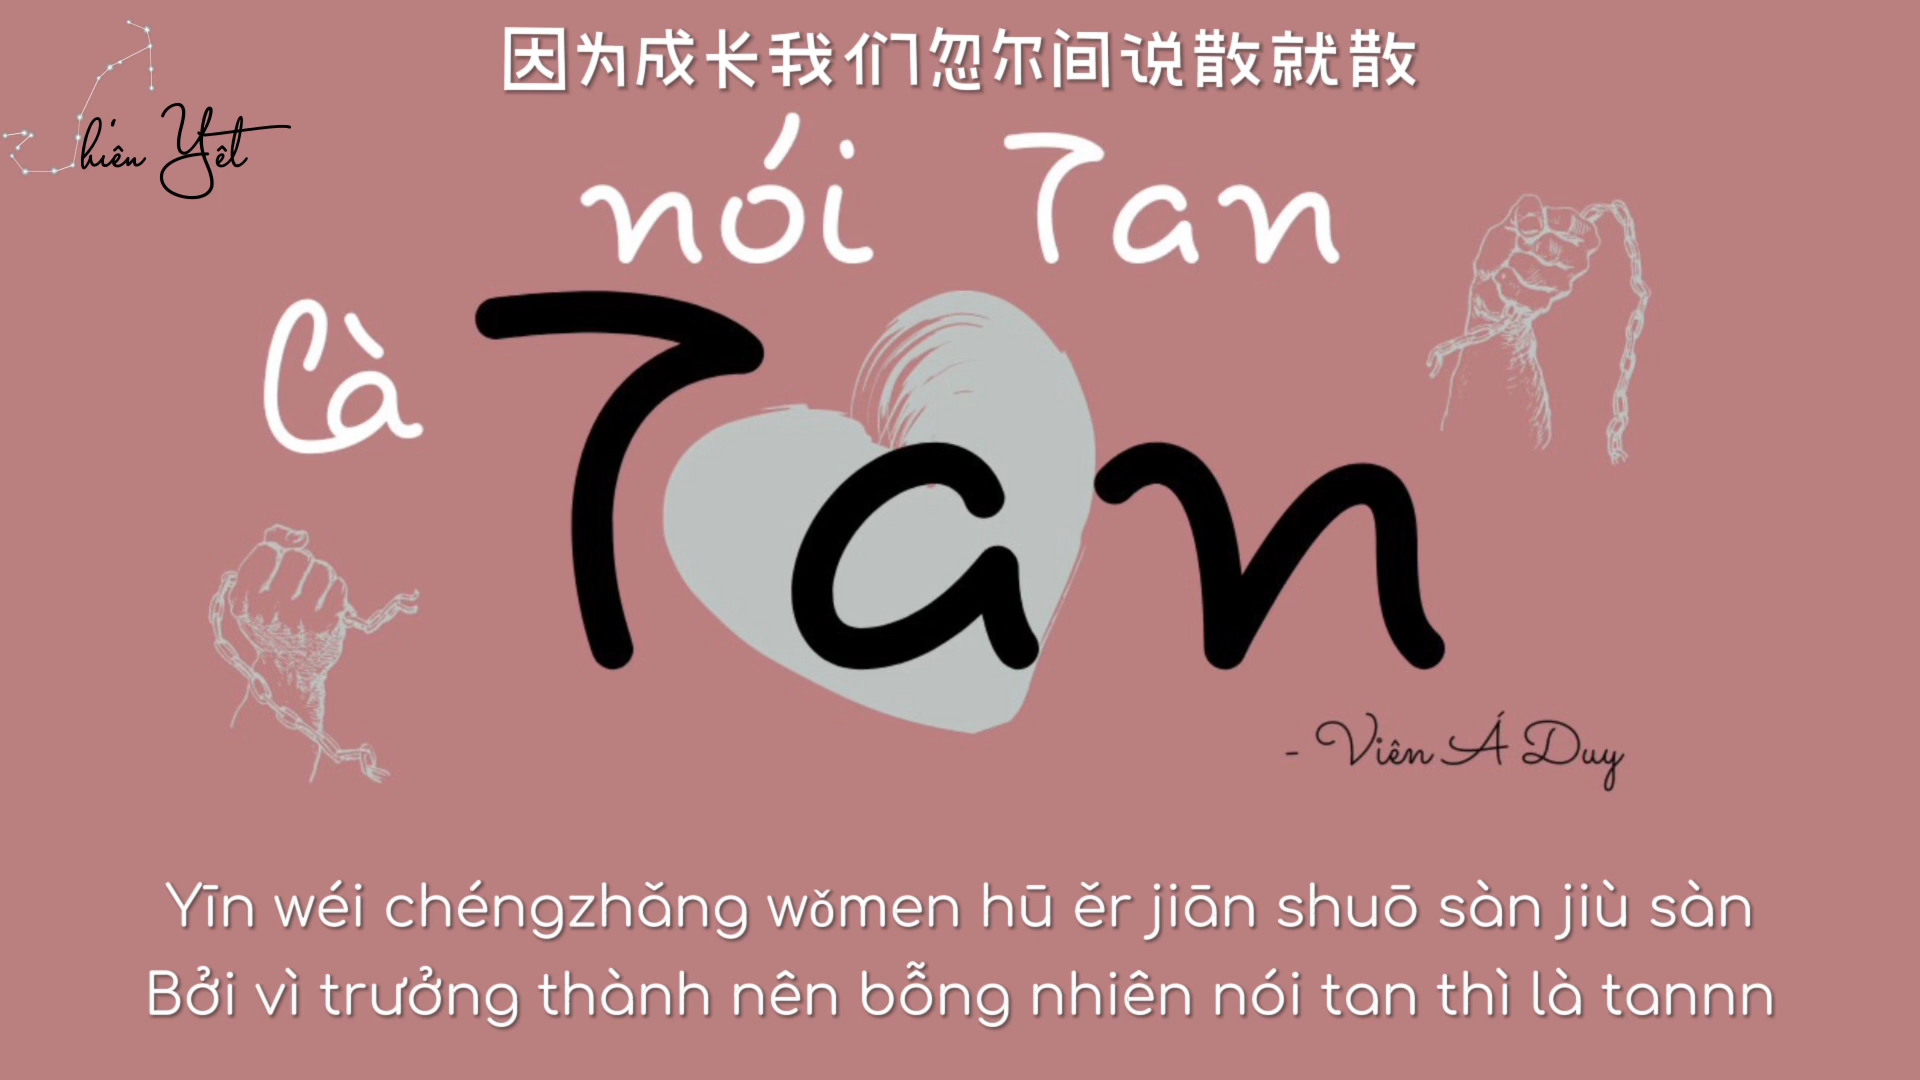 因为成长我们忽尔间说散就散
Thiên Yết
nói Tan
là
Tan
- Viên Á Duy
Yīn wéi chéngzhǎng wǒmen hū ěr jiān shuō sàn jiù sàn
Bởi vì trưởng thành nên bỗng nhiên nói tan thì là tannn